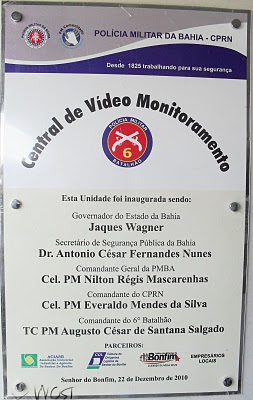 POLÍCIA MILITAR DA BAHIA - CPRN
Desde 1825 trabalhando para sua segurança
Central de Vídeo Monitoramento
POLICIA MILITAR
6
BATALHÃO
Esta Unidade foi inaugurada sendo:
Governador do Estado da Bahia
Jaques Wagner
Secretário de Segurança Pública da Bahia
Dr. Antonio César Fernandes Nunes
Comandante Geral da PMBA
Cel. PM Nilton Régis Mascarenhas
Comandante do CPRN
Cel. PM Everaldo Mendes da Silva
Comandante do 6º Batalhão
TC PM Augusto César de Santana Salgado
PARCEIROS:
ACIASB
CDL
Bonfim
EMPRESÁRIOS
LOCAIS
Senhor do Bonfim, 22 de Dezembro de 2010